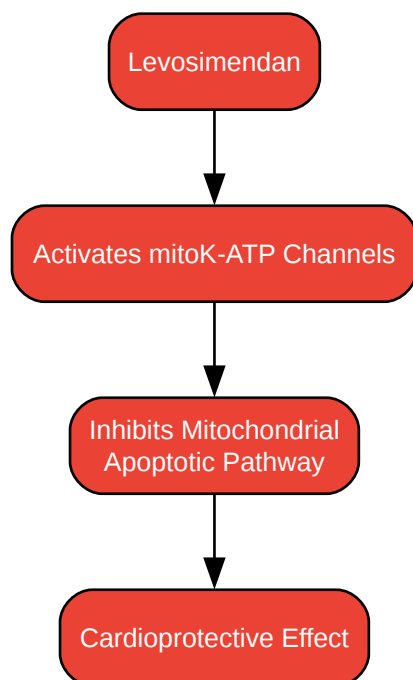 Levosimendan
Activates mitoK-ATP Channels
Inhibits Mitochondrial
Apoptotic Pathway
Cardioprotective Effect